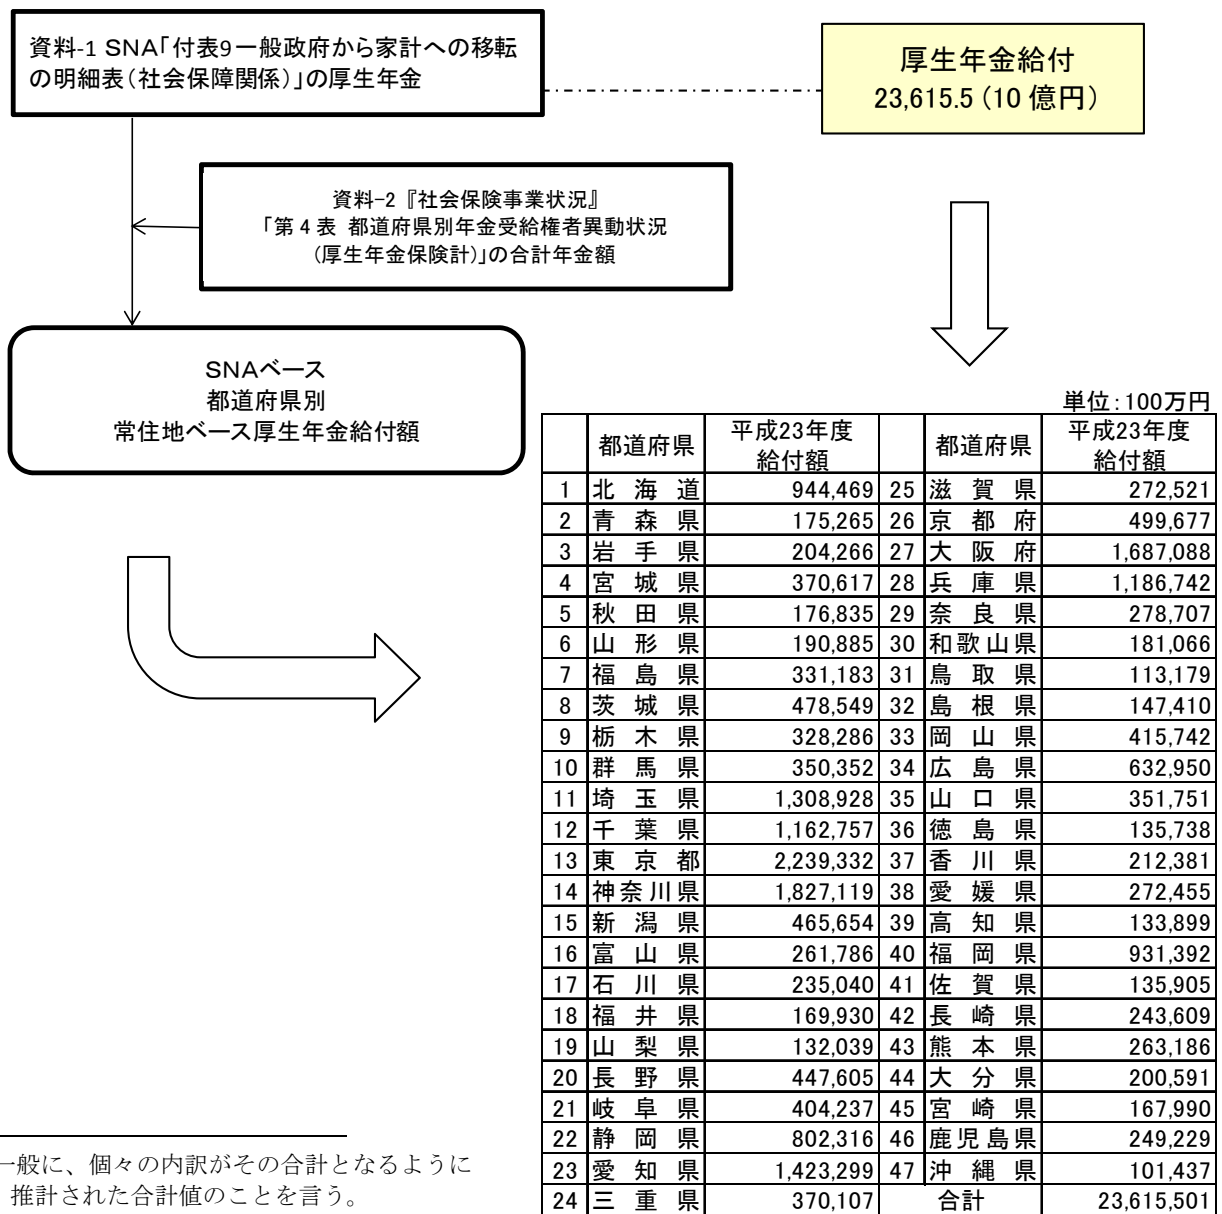 資料-1 SNA「付表9一般政府から家計への移転
の明細表(社会保障関係)」の厚生年金
厚生年金給付
23,615.5(10 億円)
資料-2『社会保険事業状況』
「第 4 表 都道府県別年金受給権者異動状況
(厚生年金保険計)」の合計年金額
SNAベース
都道府県別
常住地ベース厚生年金給付額
単位:100万円
都道府県 平成23年度 給付額 都道府県 平成23年度 給付額
1 北海道 944,469 25 滋賀県 272,521
2 青森県 175,265 26 京都府 499,677
3 岩手県 204,266 27 大阪府 1,687,088
4 宮城県 370,617 28 兵庫県 1,186,742
5 秋田県 176,835 29 奈良県 278,707
6 山形県 190,885 30 和歌山県 181,066
7 福島県 331,183 31 鳥取県 113,179
8 茨城県 478,549 32 島根県 147,410
9 栃木県 328,286 33 岡山県 415,742
10 群馬県 350,352 34 広島県 632,950
11 埼玉県 1,308,928 35 山口県 351,751
12 千葉県 1,162,757 36 徳島県 135,738
13 東京都 2,239,332 37 香川県 212,381
14 神奈川県 1,827,119 38 愛媛県 272,455
15 新潟県 465,654 39 高知県 133,899
16 富山県 261,786 40 福岡県 931,392
17 石川県 235,040 41 佐賀県 135,905
18 福井県 169,930 42 長崎県 243,609
19 山梨県 132,039 43 熊本県 263,186
20 長野県 447,605 44 大分県 200,591
21 岐阜県 404,237 45 宮崎県 167,990
22 静岡県 802,316 46 鹿児島県 249,229
23 愛知県 1,423,299 47 沖縄県 101,437
24 三重県 370,107 合計 23,615,501
一般に、個々の内訳がその合計となるように
推計された合計値のことを言う。